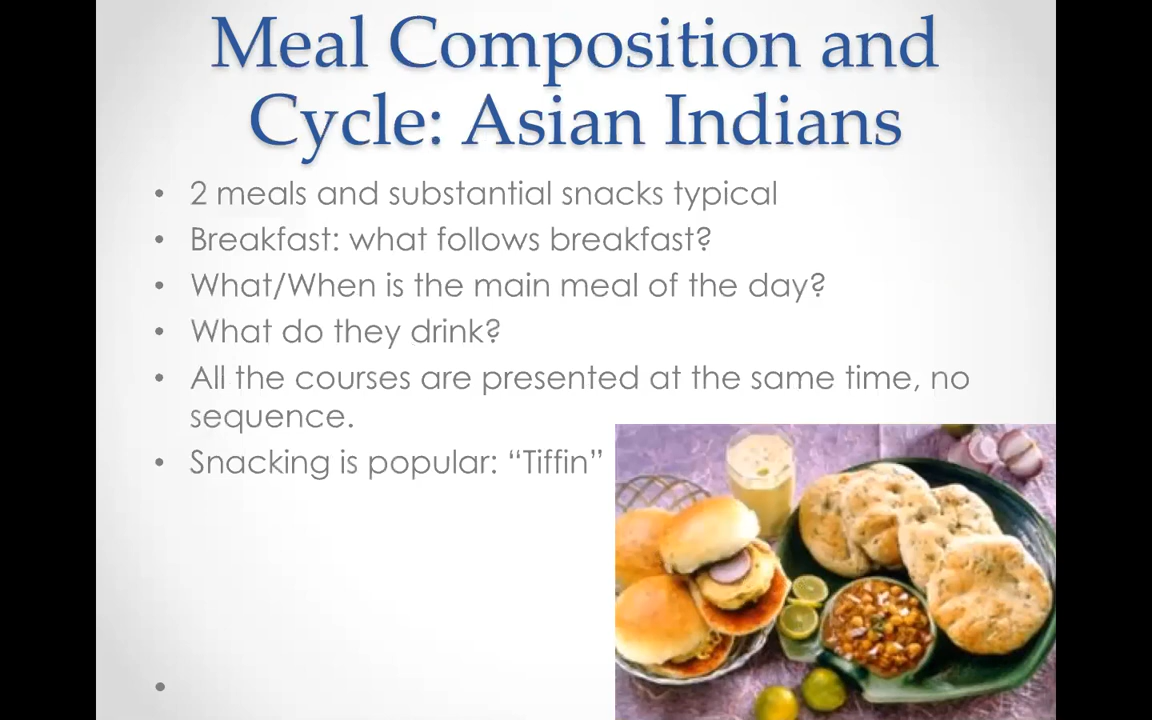 Meal Composition and
Cycle: Asian Indians
• 2 meals and substantial snacks typical
• Breakfast: what follows breakfast?
• What/When is the main meal of the day?
• What do they drink?
• All the courses are presented at the same time, no
sequence.
• Snacking is popular: “Tiffin”
•